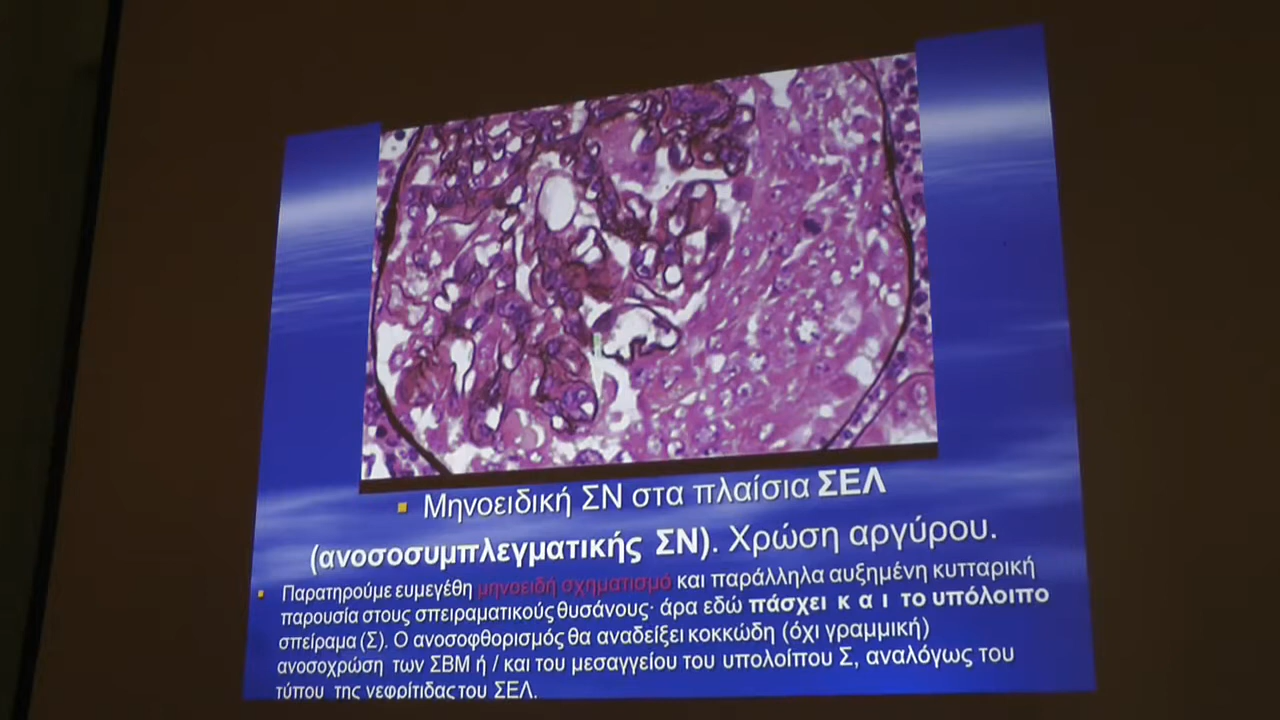 Μηνοειδική ΣΝ στα πλαίσια ΣΕΛ
(ανοσοσυμπλεγματικής ΣΝ). Χρώση αργύρου.
Παρατηρούμε ευμεγέθη μηνοειδή σχηματισμό και παράλληλα αυξημένη κυτταρική
παρουσία στους σπειραματικούς θυσάνους· άρα εδώ πάσχει κ α ι το υπόλοιπο
σπείραμα (Σ). Ο ανοσοφθορισμός θα αναδείξει κοκκώδη (όχι γραμμική)
ανοσοχρώση των ΣΒΜ ή / και του μεσαγγείου του υπολοίπου Σ, αναλόγως του
τύπου της νεφρίτιδας του ΣΕΛ.